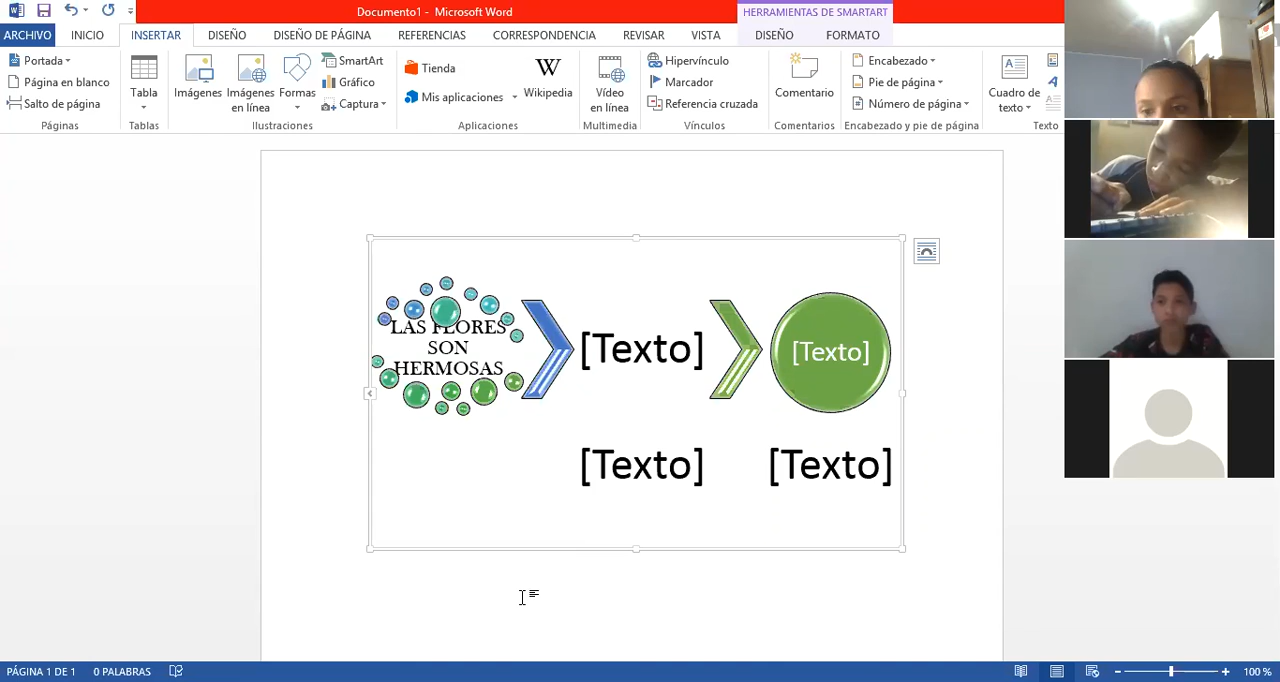 Documento1 - Microsoft Word
HERRAMIENTAS DE SMARTART
ARCHIVO INICIO INSERTAR DISEÑO DISEÑO DE PÁGINA REFERENCIAS CORRESPONDENCIA REVISAR VISTA DISEÑO FORMATO
Portada
Página en blanco
Salto de página
Páginas
Tabla
Tablas
Imágenes
Imágenes en línea
Formas
SmartArt
Gráfico
Captura
Ilustraciones
Tienda
Mis aplicaciones
W
Wikipedia
Aplicaciones
Vídeo en línea
Multimedia
Hipervínculo
Marcador
Referencia cruzada
Vínculos
Comentario
Comentarios
Encabezado
Pie de página
Número de página
Encabezado y pie de página
Cuadro de texto
Texto
LAS FLORES
SON
HERMOSAS
[Texto]
[Texto]
[Texto]
[Texto]
PÁGINA 1 DE 1 0 PALABRAS 100 %